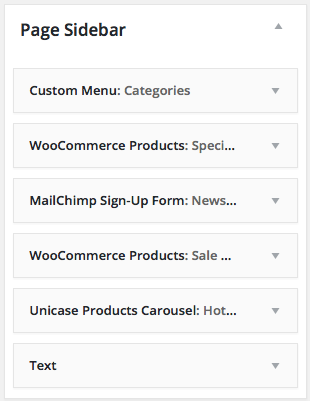 Page Sidebar
Custom Menu: Categories
WooCommerce Products: Speci...
MailChimp Sign-Up Form: News...
WooCommerce Products: Sale ...
Unicase Products Carousel: Hot...
Text